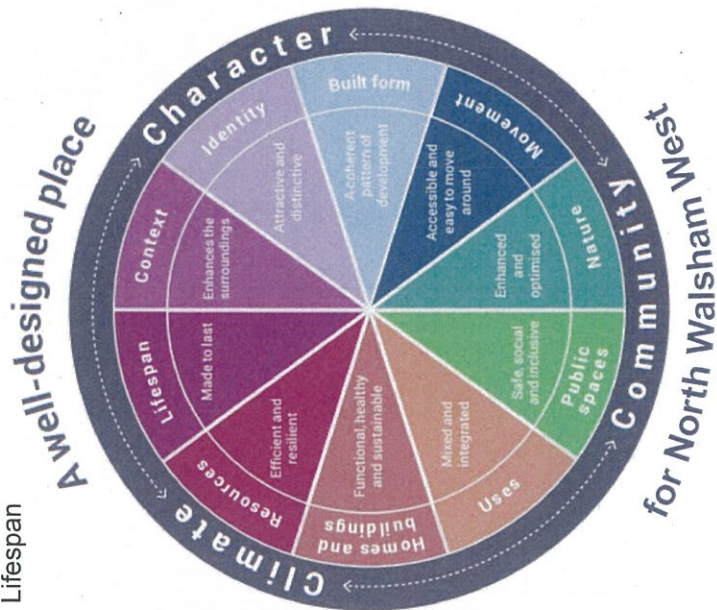 Lifespan
A well-designed place
Climate
Character
Community
Context
Enhances the
surroundings
Identity
Attractive and
distinctive
Built form
A coherent
pattern of
development
Movement
Accessible and
easy to move
around
Nature
Enhanced
and
optimised
Public
spaces
Safe, social
and inclusive
Uses
Mixed and
integrated
Homes and
buildings
Functional, healthy
and sustainable
Resources
Efficient and
resilient
Lifespan
Made to last
for North Walsham West